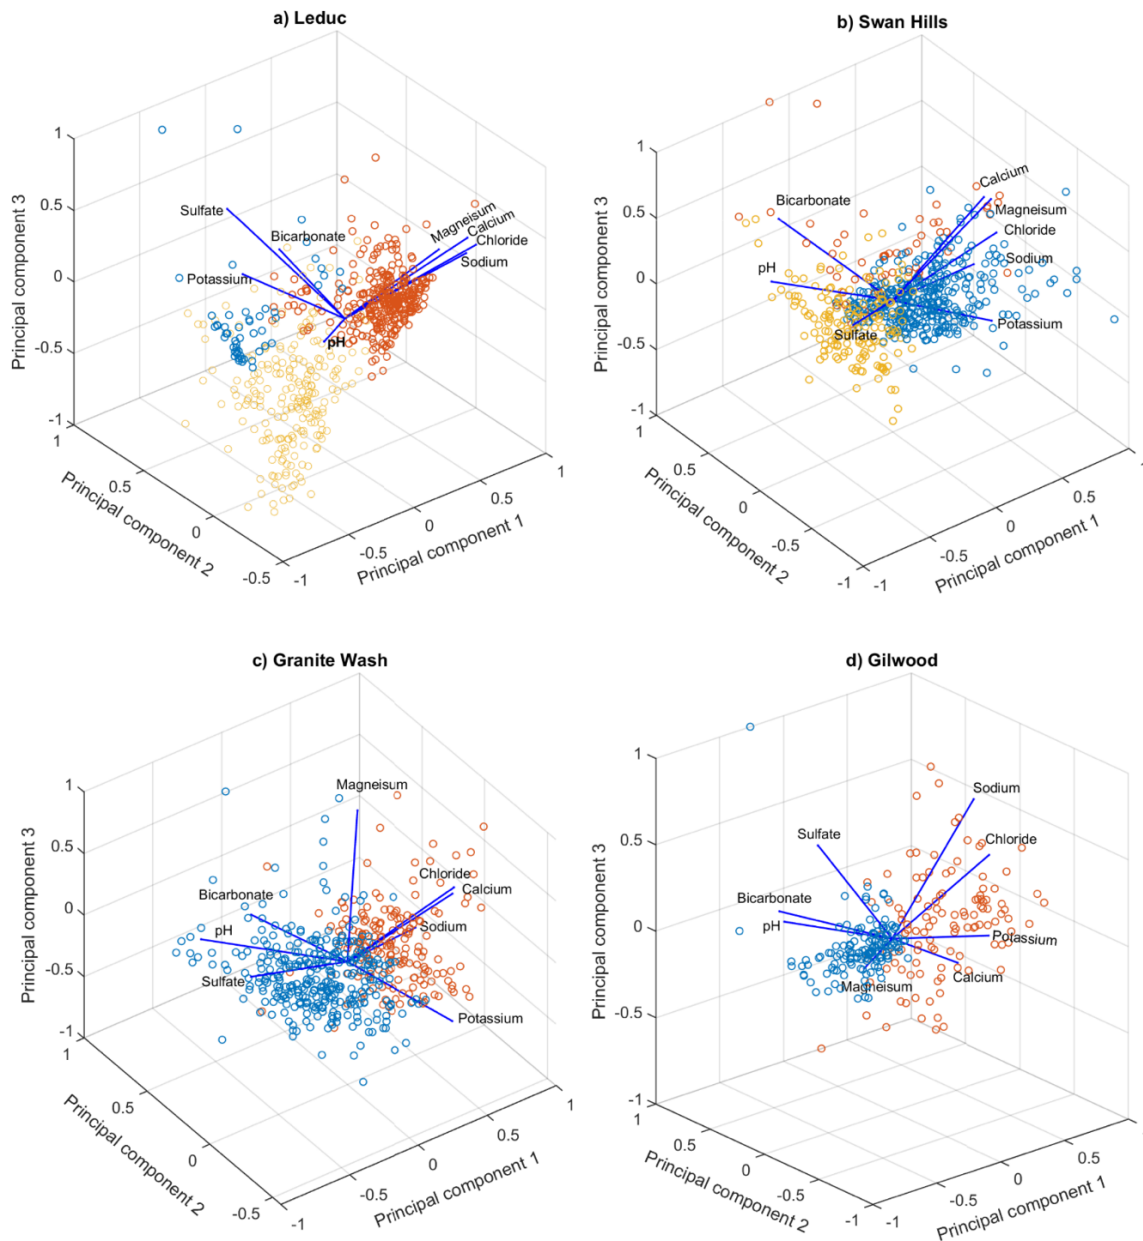 a) Leduc
1
0.5
0
-0.5
-1
Principal component 3
1
0.5
0
-0.5
Principal component 2
-1
-0.5
0
0.5
1
Principal component 1
Sulfate
Bicarbonate
Potassium
pH
Magneisum
Calcium
Chloride
Sodium
b) Swan Hills
1
0.5
0
-0.5
-1
Principal component 3
1
0.5
0
-0.5
-1
Principal component 2
-1
-0.5
0
0.5
Principal component 1
Bicarbonate
pH
Sulfate
Calcium
Magneisum
Chloride
Sodium
Potassium
c) Granite Wash
1
0.5
0
-0.5
-1
Principal component 3
1
0.5
0
-0.5
Principal component 2
-1
-0.5
0
0.5
1
Principal component 1
Magneisum
Bicarbonate
pH
Sulfate
Chloride
Calcium
Sodium
Potassium
d) Gilwood
1
0.5
0
-0.5
-1
Principal component 3
1
0.5
0
-0.5
-1
Principal component 2
-1
-0.5
0
0.5
Principal component 1
Sulfate
Bicarbonate
pH
Magneisum
Sodium
Chloride
Potassium
Calcium